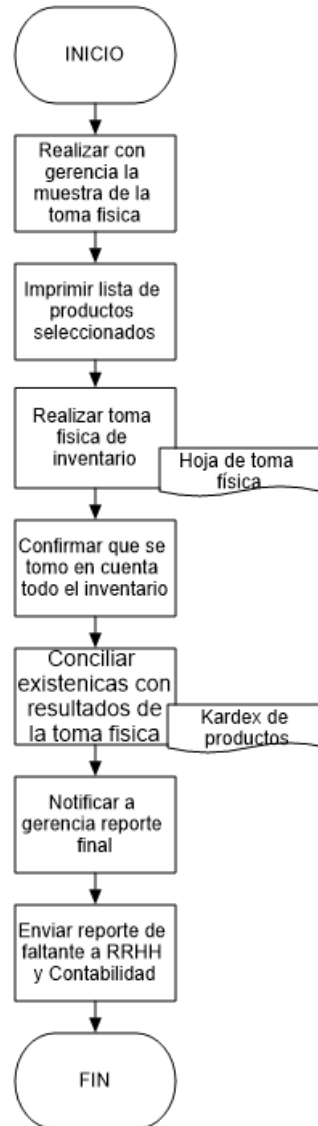 INICIO
Realizar con
gerencia la
muestra de la
toma fisica
Imprimir lista de
productos
seleccionados
Realizar toma
fisica de
inventario
Hoja de toma
física
Confirmar que se
tomo en cuenta
todo el inventario
Conciliar
existenicas con
resultados de
la toma fisica
Kardex de
productos
Notificar a
gerencia reporte
final
Enviar reporte de
faltante a RRHH
y Contabilidad
FIN